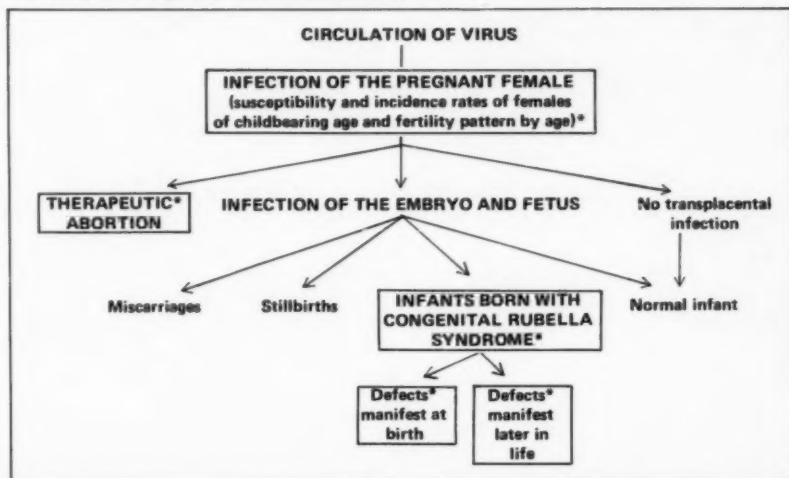 CIRCULATION OF VIRUS
INFECTION OF THE PREGNANT FEMALE
(susceptibility and incidence rates of females
of childbearing age and fertility pattern by age)*
THERAPEUTIC*
ABORTION
INFECTION OF THE EMBRYO AND FETUS
No transplacental
infection
Miscarriages
Stillbirths
INFANTS BORN WITH
CONGENITAL RUBELLA
SYNDROME*
Normal infant
Defects*
manifest at
birth
Defects*
manifest
later in
life